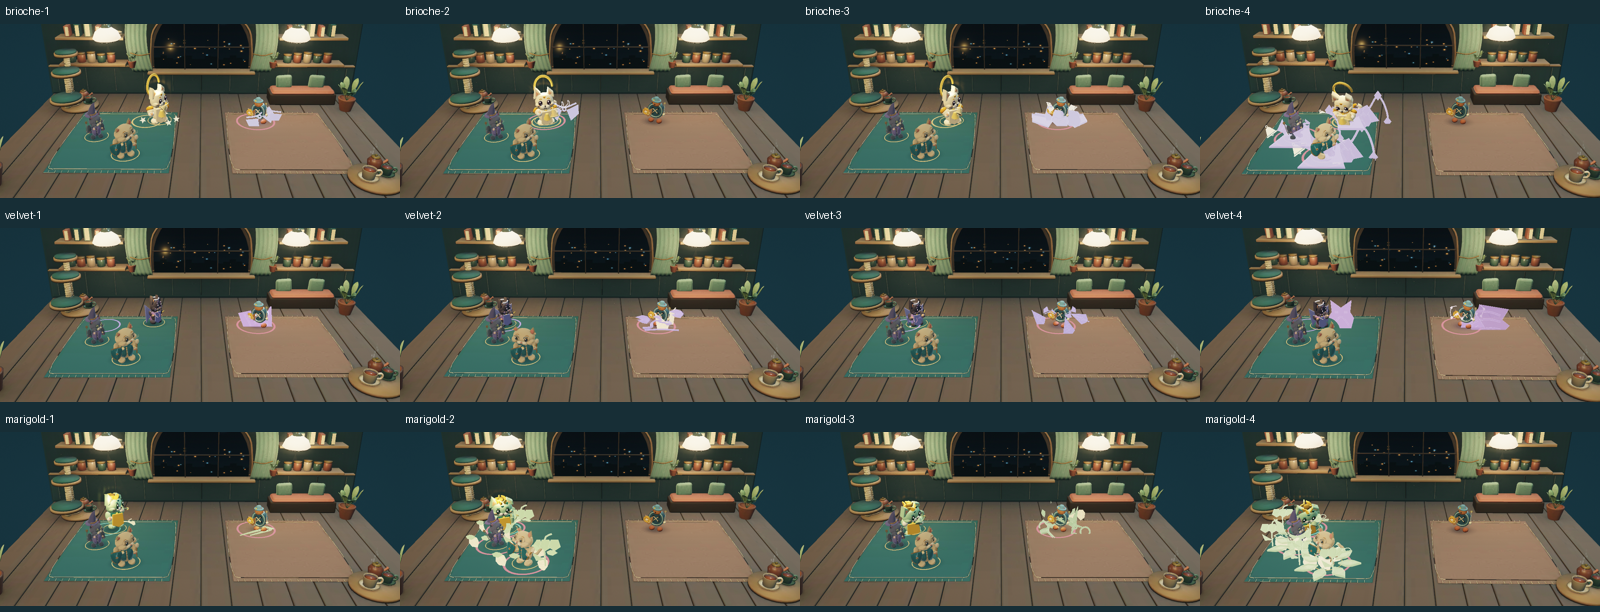 brioche-1
brioche-2
brioche-3
brioche-4
velvet-1
velvet-2
velvet-3
velvet-4
marigold-1
marigold-2
marigold-3
marigold-4